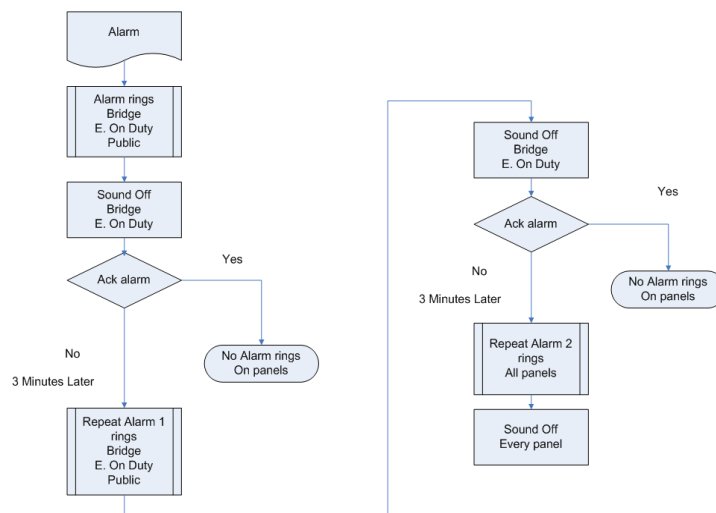 Alarm
Alarm rings
Bridge
E. On Duty
Public
Sound Off
Bridge
E. On Duty
Ack alarm
Yes
No Alarm rings
On panels
No
3 Minutes Later
Repeat Alarm 1
rings
Bridge
E. On Duty
Public
Sound Off
Bridge
E. On Duty
Yes
Ack alarm
No
No Alarm rings
On panels
3 Minutes Later
Repeat Alarm 2
rings
All panels
Sound Off
Every panel